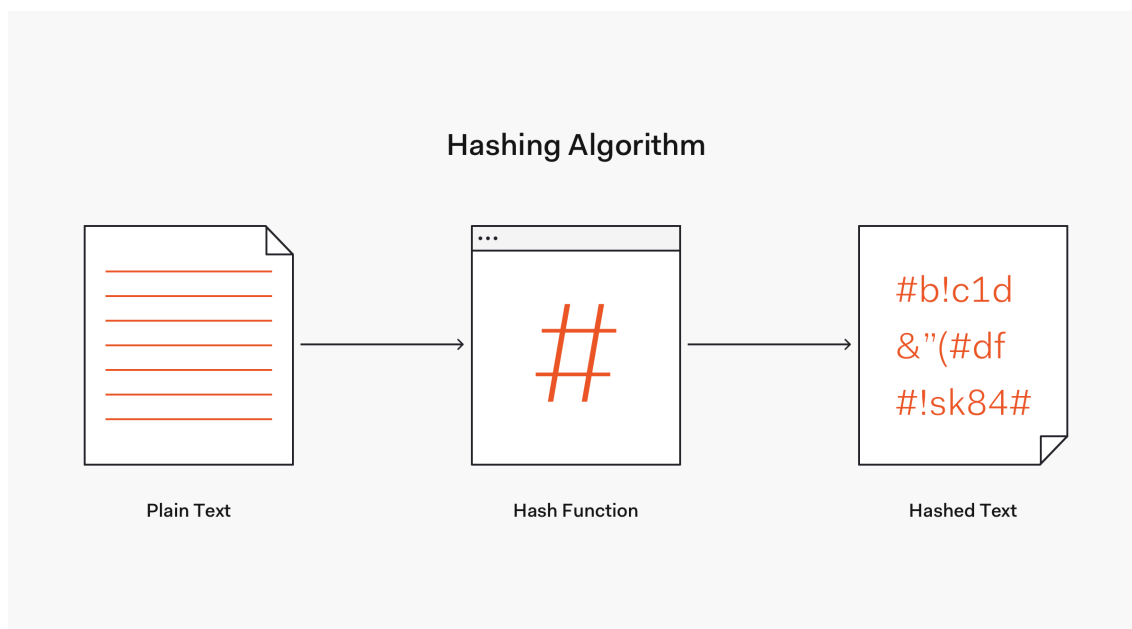 Hashing Algorithm
#b!c1d
&”(#df
#!sk84#
#
Plain Text
Hash Function
Hashed Text